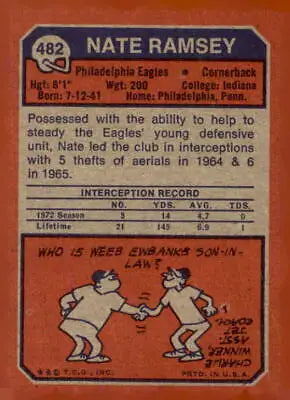 482
NATE RAMSEY
Philadelphia Eagles • Cornerback
Hgt: 6'1" Wgt: 200 College: Indiana
Born: 7-12-41 Home: Philadelphia, Penn.
Possessed with the ability to help to
steady the Eagles' young defensive
unit, Nate led the club in interceptions
with 5 thefts of aerials in 1964 & 6
in 1965.
INTERCEPTION RECORD
NO. YDS. AVG. TDS.
1972 Season 3 14 4.7 0
Lifetime 21 145 6.9 1
WHO IS WEEB EWBANKS SON-IN-
LAW?
WINNER,
ASST.
JET
COACH.
★ © T.C.G., INC. PRTD. IN U.S.A.